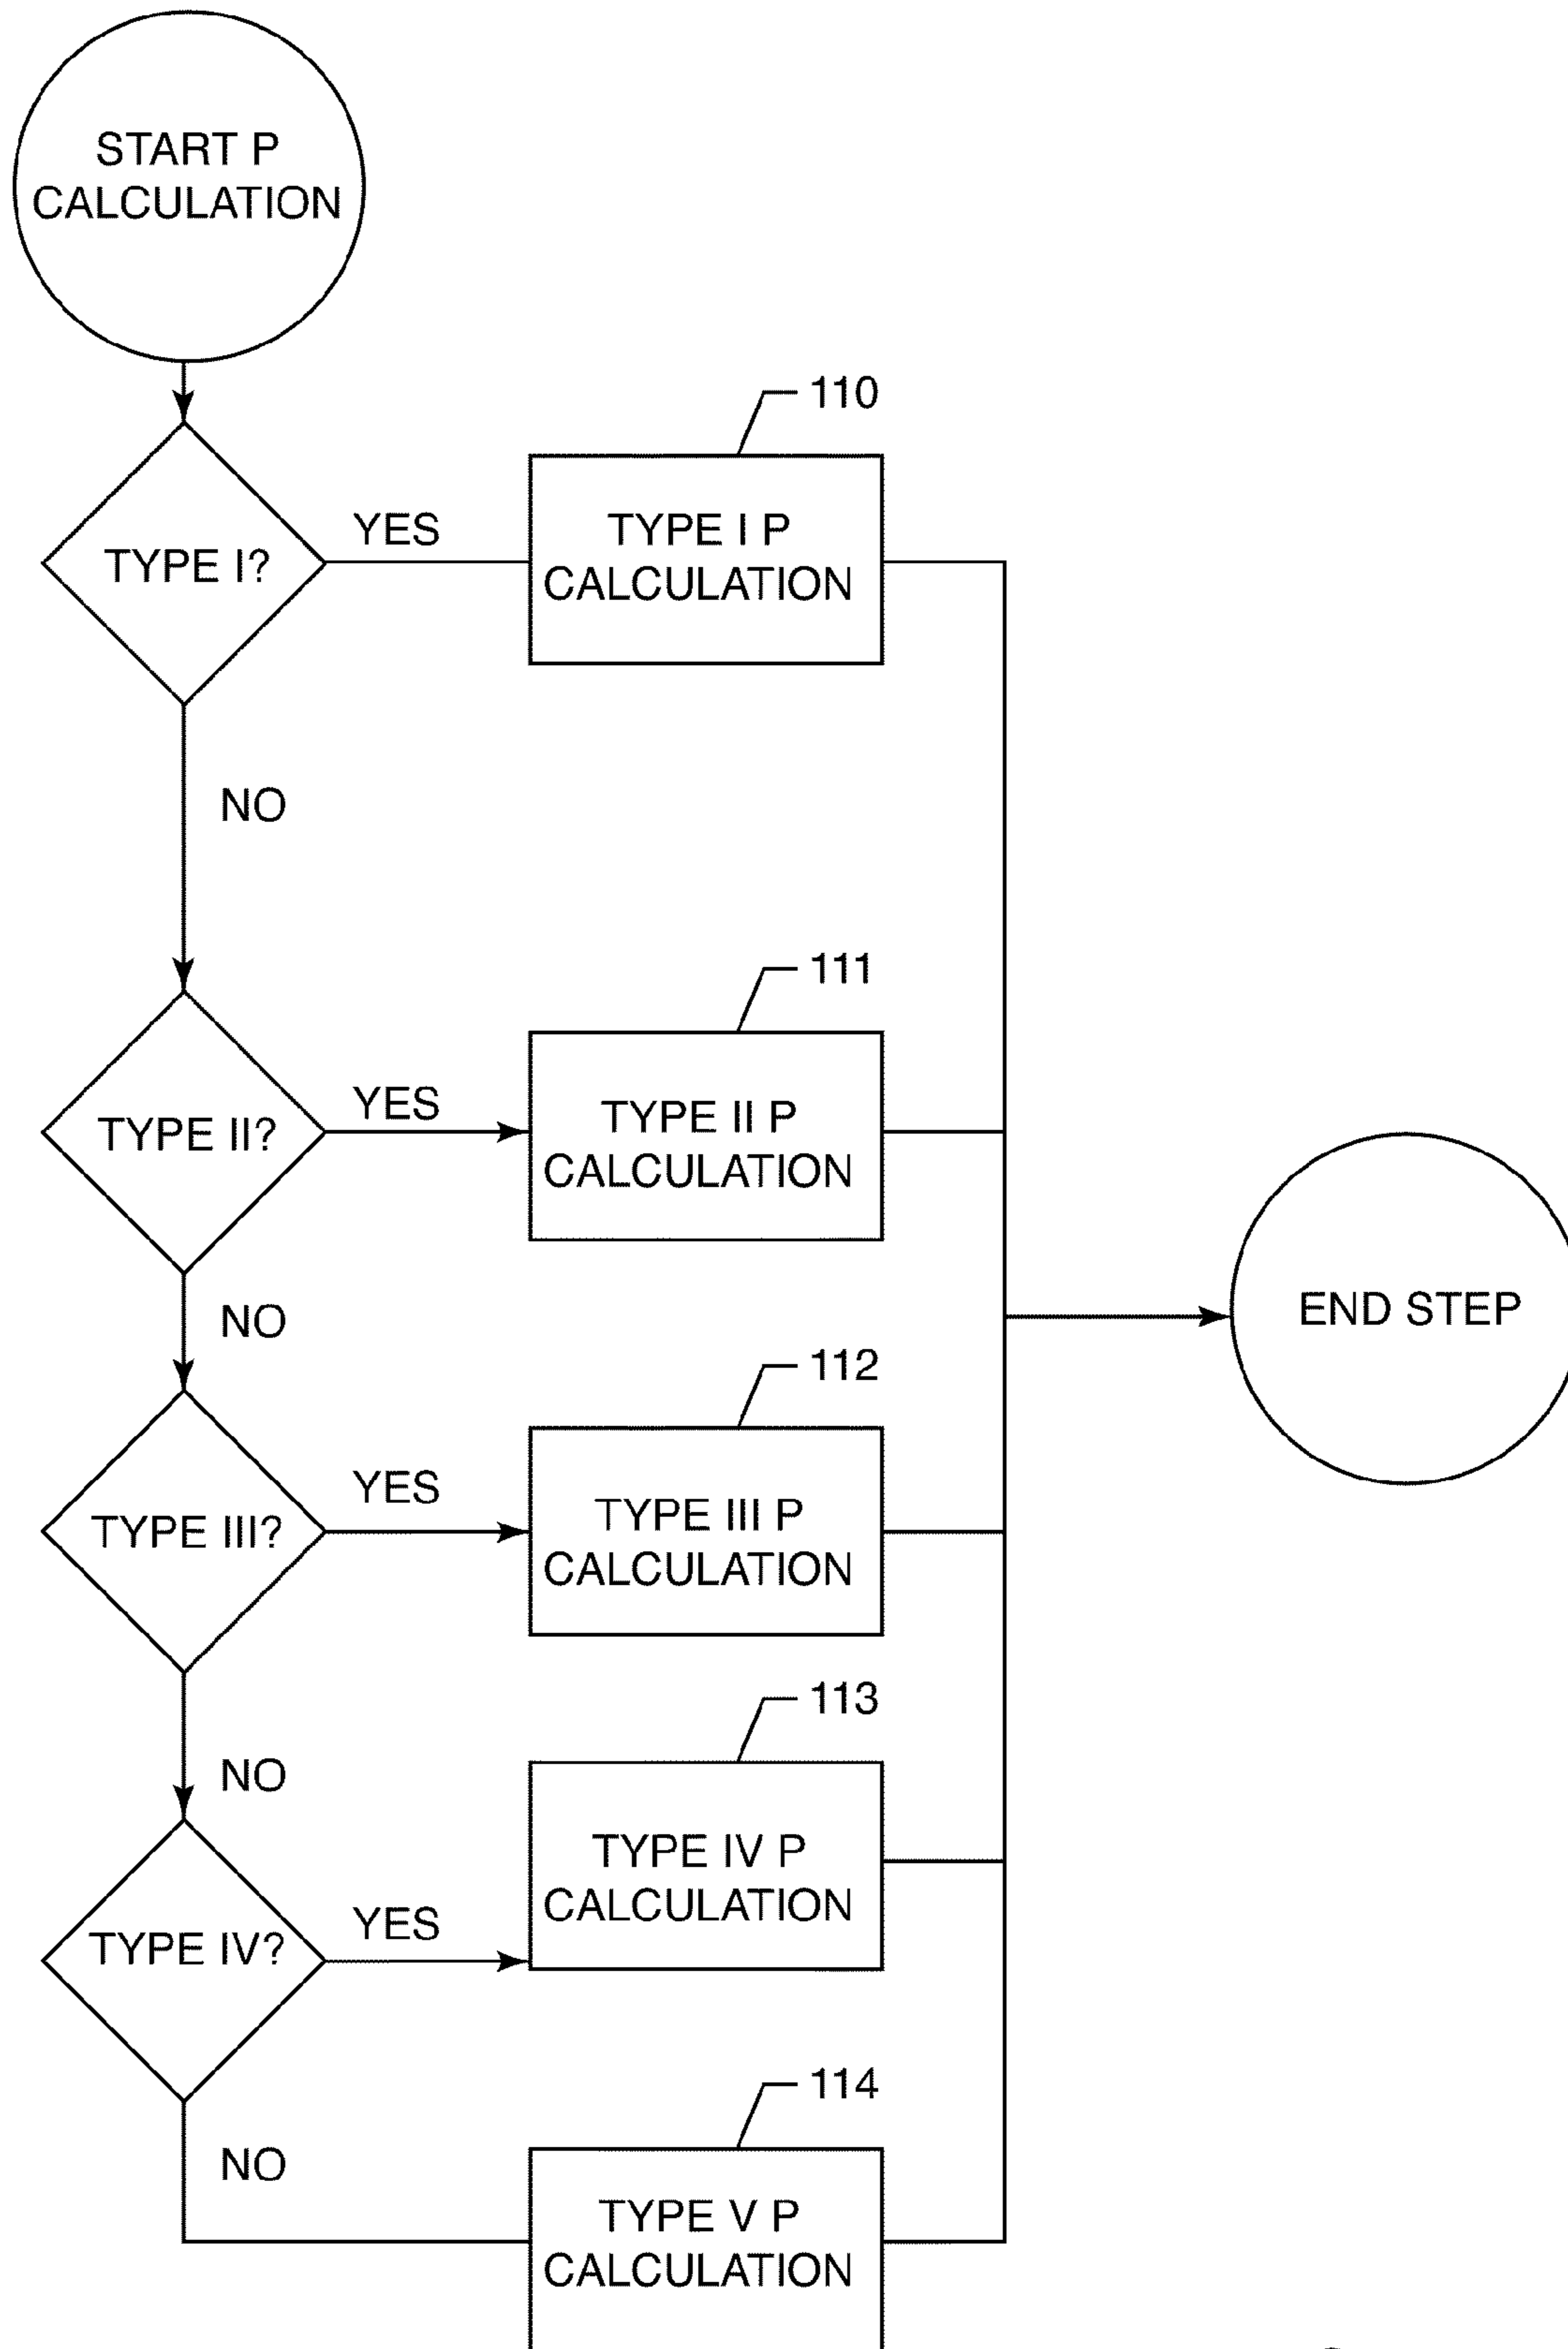 START P
CALCULATION
110
TYPE I?
YES
TYPE I P
CALCULATION
NO
111
TYPE II?
YES
TYPE II P
CALCULATION
NO
END STEP
112
TYPE III?
YES
TYPE III P
CALCULATION
NO
113
TYPE IV?
YES
TYPE IV P
CALCULATION
NO
114
TYPE V P
CALCULATION